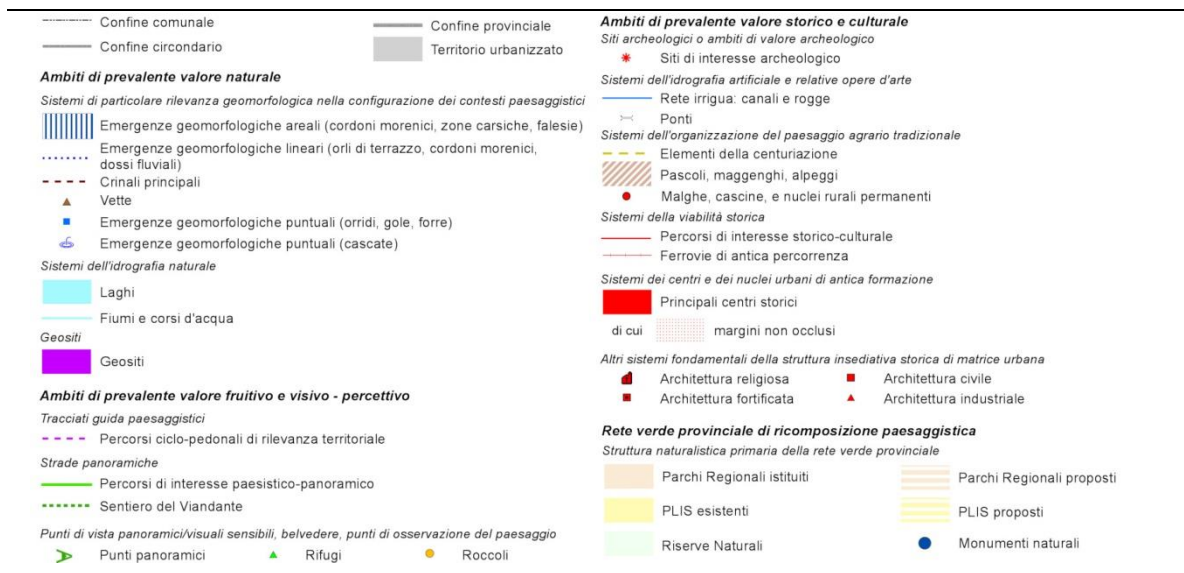 Confine comunale
Confine provinciale
Confine circondario
Territorio urbanizzato
Ambiti di prevalente valore naturale
Sistemi di particolare rilevanza geomorfologica nella configurazione dei contesti paesaggistici
Emergenze geomorfologiche areali (cordoni morenici, zone carsiche, falesie)
Emergenze geomorfologiche lineari (orli di terrazzo, cordoni morenici,
dossi fluviali)
Crinali principali
Vette
Emergenze geomorfologiche puntuali (orridi, gole, forre)
Emergenze geomorfologiche puntuali (cascate)
Sistemi dell'idrografia naturale
Laghi
Fiumi e corsi d'acqua
Geositi
Geositi
Ambiti di prevalente valore fruitivo e visivo - percettivo
Tracciati guida paesaggistici
Percorsi ciclo-pedonali di rilevanza territoriale
Strade panoramiche
Percorsi di interesse paesistico-panoramico
Sentiero del Viandante
Punti di vista panoramici/visuali sensibili, belvedere, punti di osservazione del paesaggio
Punti panoramici
Rifugi
Roccoli
Ambiti di prevalente valore storico e culturale
Siti archeologici o ambiti di valore archeologico
Siti di interesse archeologico
Sistemi dell'idrografia artificiale e relative opere d'arte
Rete irrigua: canali e rogge
Ponti
Sistemi dell'organizzazione del paesaggio agrario tradizionale
Elementi della centuriazione
Pascoli, maggenghi, alpeggi
Malghe, cascine, e nuclei rurali permanenti
Sistemi della viabilità storica
Percorsi di interesse storico-culturale
Ferrovie di antica percorrenza
Sistemi dei centri e dei nuclei urbani di antica formazione
Principali centri storici
di cui
margini non occlusi
Altri sistemi fondamentali della struttura insediativa storica di matrice urbana
Architettura religiosa
Architettura civile
Architettura fortificata
Architettura industriale
Rete verde provinciale di ricomposizione paesaggistica
Struttura naturalistica primaria della rete verde provinciale
Parchi Regionali istituiti
Parchi Regionali proposti
PLIS esistenti
PLIS proposti
Riserve Naturali
Monumenti naturali